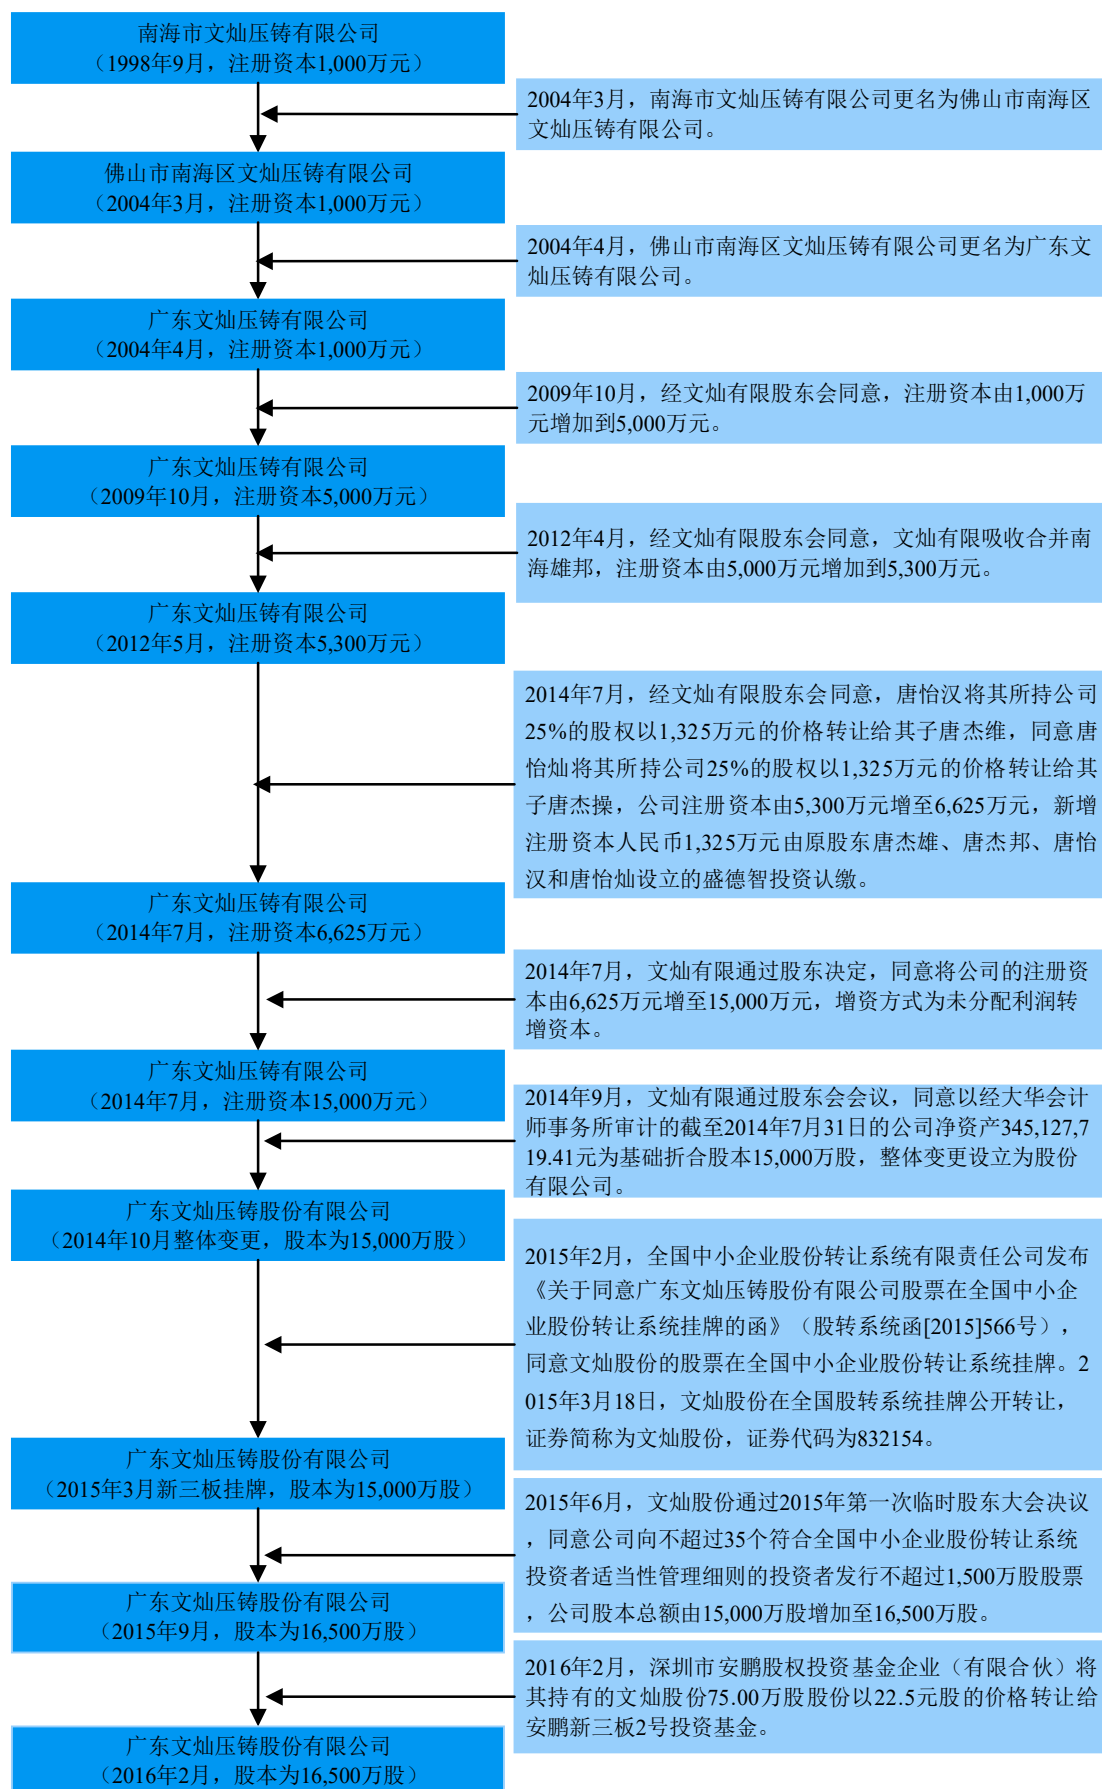 南海市文灿压铸有限公司
（1998年9月，注册资本1,000万元）
2004年3月，南海市文灿压铸有限公司更名为佛山市南海区
文灿压铸有限公司。
佛山市南海区文灿压铸有限公司
（2004年3月，注册资本1,000万元）
2004年4月，佛山市南海区文灿压铸有限公司更名为广东文
灿压铸有限公司。
广东文灿压铸有限公司
（2004年4月，注册资本1,000万元）
2009年10月，经文灿有限股东会同意，注册资本由1,000万
元增加到5,000万元。
广东文灿压铸有限公司
（2009年10月，注册资本5,000万元）
2012年4月，经文灿有限股东会同意，文灿有限吸收合并南
海雄邦，注册资本由5,000万元增加到5,300万元。
广东文灿压铸有限公司
（2012年5月，注册资本5,300万元）
2014年7月，经文灿有限股东会同意，唐怡汉将其所持公司
25%的股权以1,325万元的价格转让给其子唐杰维，同意唐
怡灿将其所持公司25%的股权以1,325万元的价格转让给其
子唐杰操，公司注册资本由5,300万元增至6,625万元，新增
注册资本人民币1,325万元由原股东唐杰雄、唐杰邦、唐怡
汉和唐怡灿设立的盛德智投资认缴。
广东文灿压铸有限公司
（2014年7月，注册资本6,625万元）
2014年7月，文灿有限通过股东决定，同意将公司的注册资
本由6,625万元增至15,000万元，增资方式为未分配利润转
增资本。
广东文灿压铸有限公司
（2014年7月，注册资本15,000万元）
2014年9月，文灿有限通过股东会会议，同意以经大华会计
师事务所审计的截至2014年7月31日的公司净资产345,127,7
19.41元为基础折合股本15,000万股，整体变更设立为股份
有限公司。
广东文灿压铸股份有限公司
（2014年10月整体变更，股本为15,000万股）
2015年2月，全国中小企业股份转让系统有限责任公司发布
《关于同意广东文灿压铸股份有限公司股票在全国中小企
业股份转让系统挂牌的函》（股转系统函[2015]566号），
同意文灿股份的股票在全国中小企业股份转让系统挂牌。2
015年3月18日，文灿股份在全国股转系统挂牌公开转让，
证券简称为文灿股份，证券代码为832154。
广东文灿压铸股份有限公司
（2015年3月新三板挂牌，股本为15,000万股）
2015年6月，文灿股份通过2015年第一次临时股东大会决议
，同意公司向不超过35个符合全国中小企业股份转让系统
投资者适当性管理细则的投资者发行不超过1,500万股股票
，公司股本总额由15,000万股增加至16,500万股。
广东文灿压铸股份有限公司
（2015年9月，股本为16,500万股）
2016年2月，深圳市安鹏股权投资基金企业（有限合伙）将
其持有的文灿股份75.00万股股份以22.5元股的价格转让给
安鹏新三板2号投资基金。
广东文灿压铸股份有限公司
（2016年2月，股本为16,500万股）